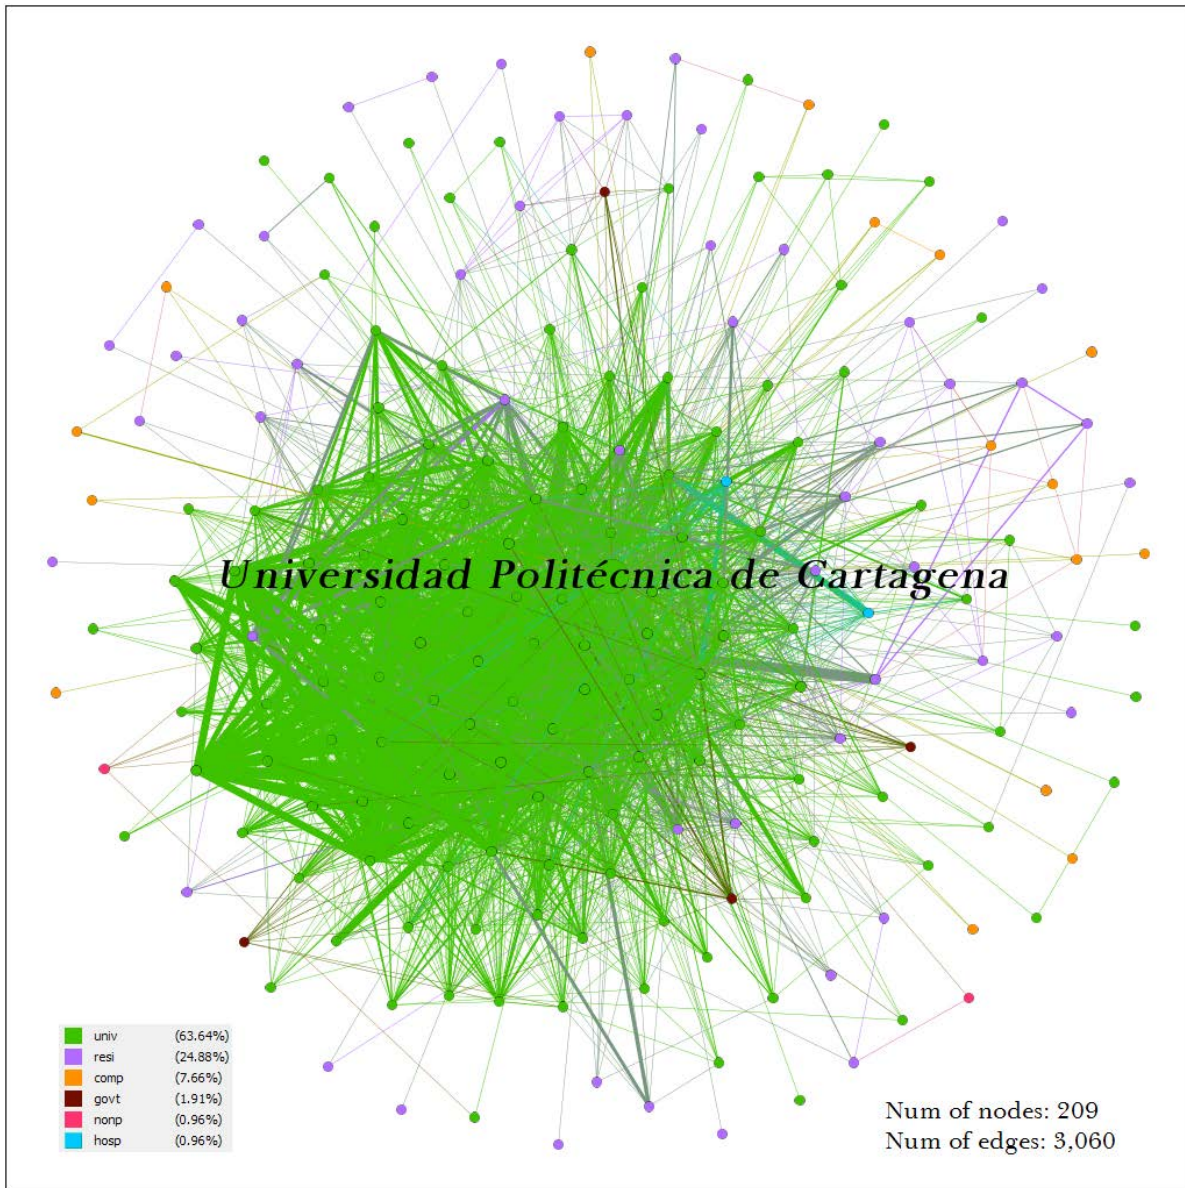 Universidad Politécnica de Cartagena
univ (63.64%)
resi (24.88%)
comp (7.66%)
govt (1.91%)
nonp (0.96%)
hosp (0.96%)
Num of nodes: 209
Num of edges: 3,060